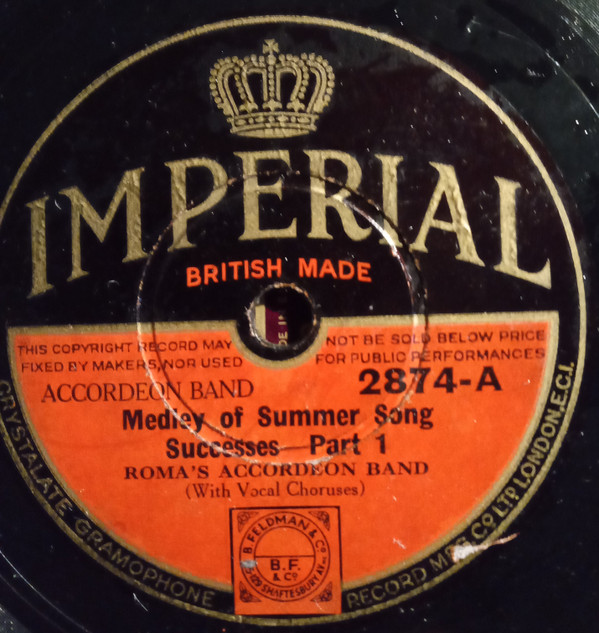 IMPERIAL
BRITISH MADE
THIS COPYRIGHT RECORD MAY NOT BE SOLD BELOW PRICE
FIXED BY MAKERS, NOR USED FOR PUBLIC PERFORMANCES
ACCORDEON BAND 2874-A
Medley of Summer Song
Successes - Part 1
ROMA'S ACCORDEON BAND
(With Vocal Choruses)
B. FELDMAN & Co
B.F.
& Co
125-129 SHAFTESBURY AV.
CRYSTALATE GRAMOPHONE RECORD MFG. Co LTD LONDON. E.C.1.